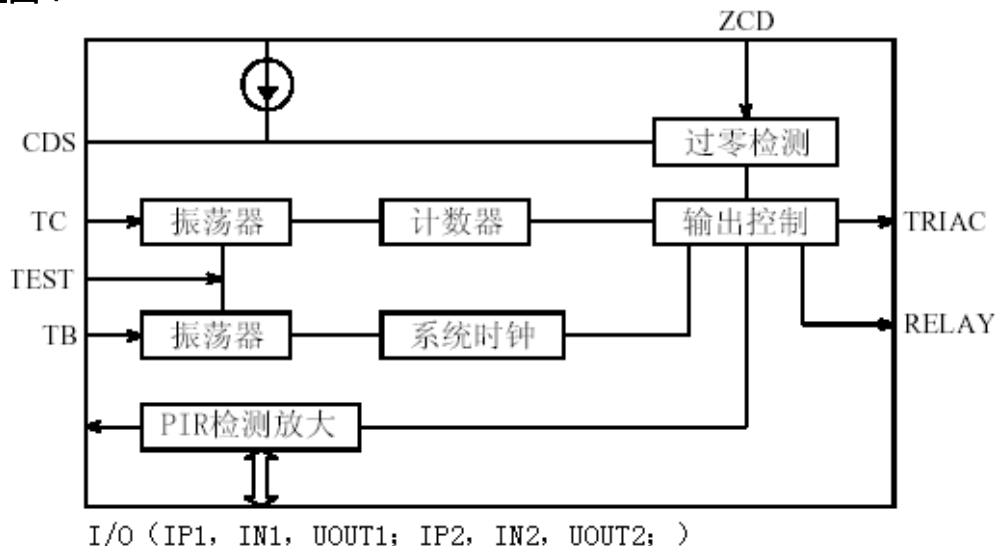 ZCD
CDS
过零检测
TC
振荡器
计数器
输出控制
TRIAC
TEST
TB
振荡器
系统时钟
RELAY
PIR检测放大
I/O（IP1，IN1，UOUT1；IP2，IN2，UOUT2；）